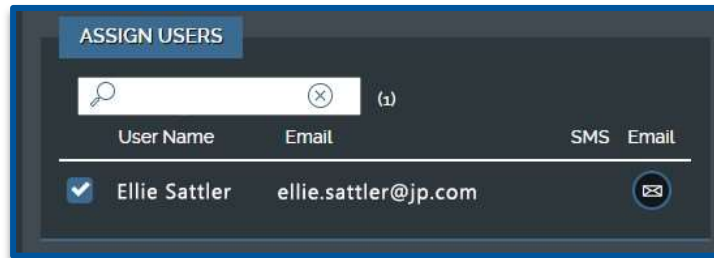 ASSIGN USERS
(1)
User Name Email SMS Email
Ellie Sattler ellie.sattler@jp.com